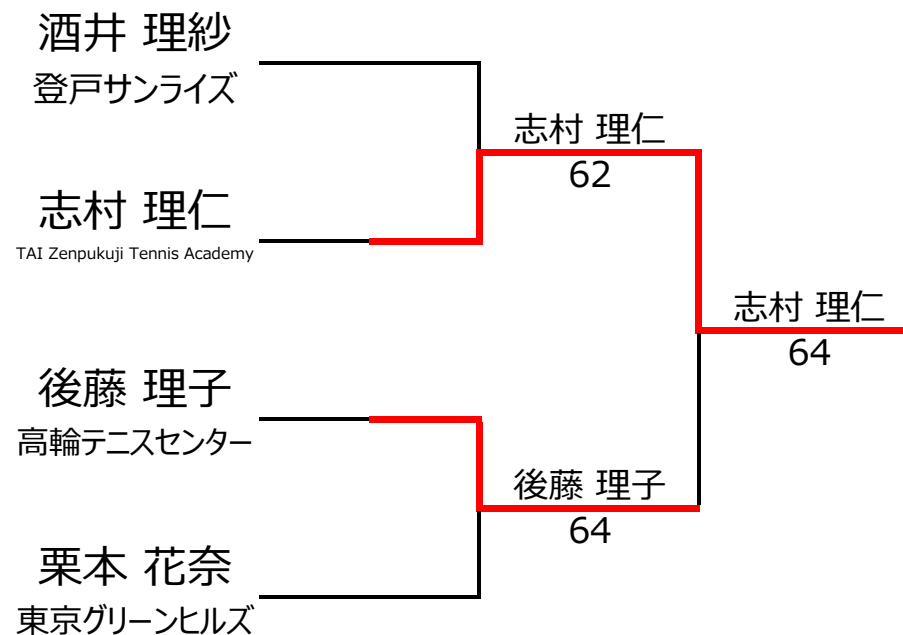 酒井 理紗
登戸サンライズ
志村 理仁
62
志村 理仁
TAI Zenpukuji Tennis Academy
志村 理仁
64
後藤 理子
高輪テニスセンター
後藤 理子
64
栗本 花奈
東京グリーンヒルズ